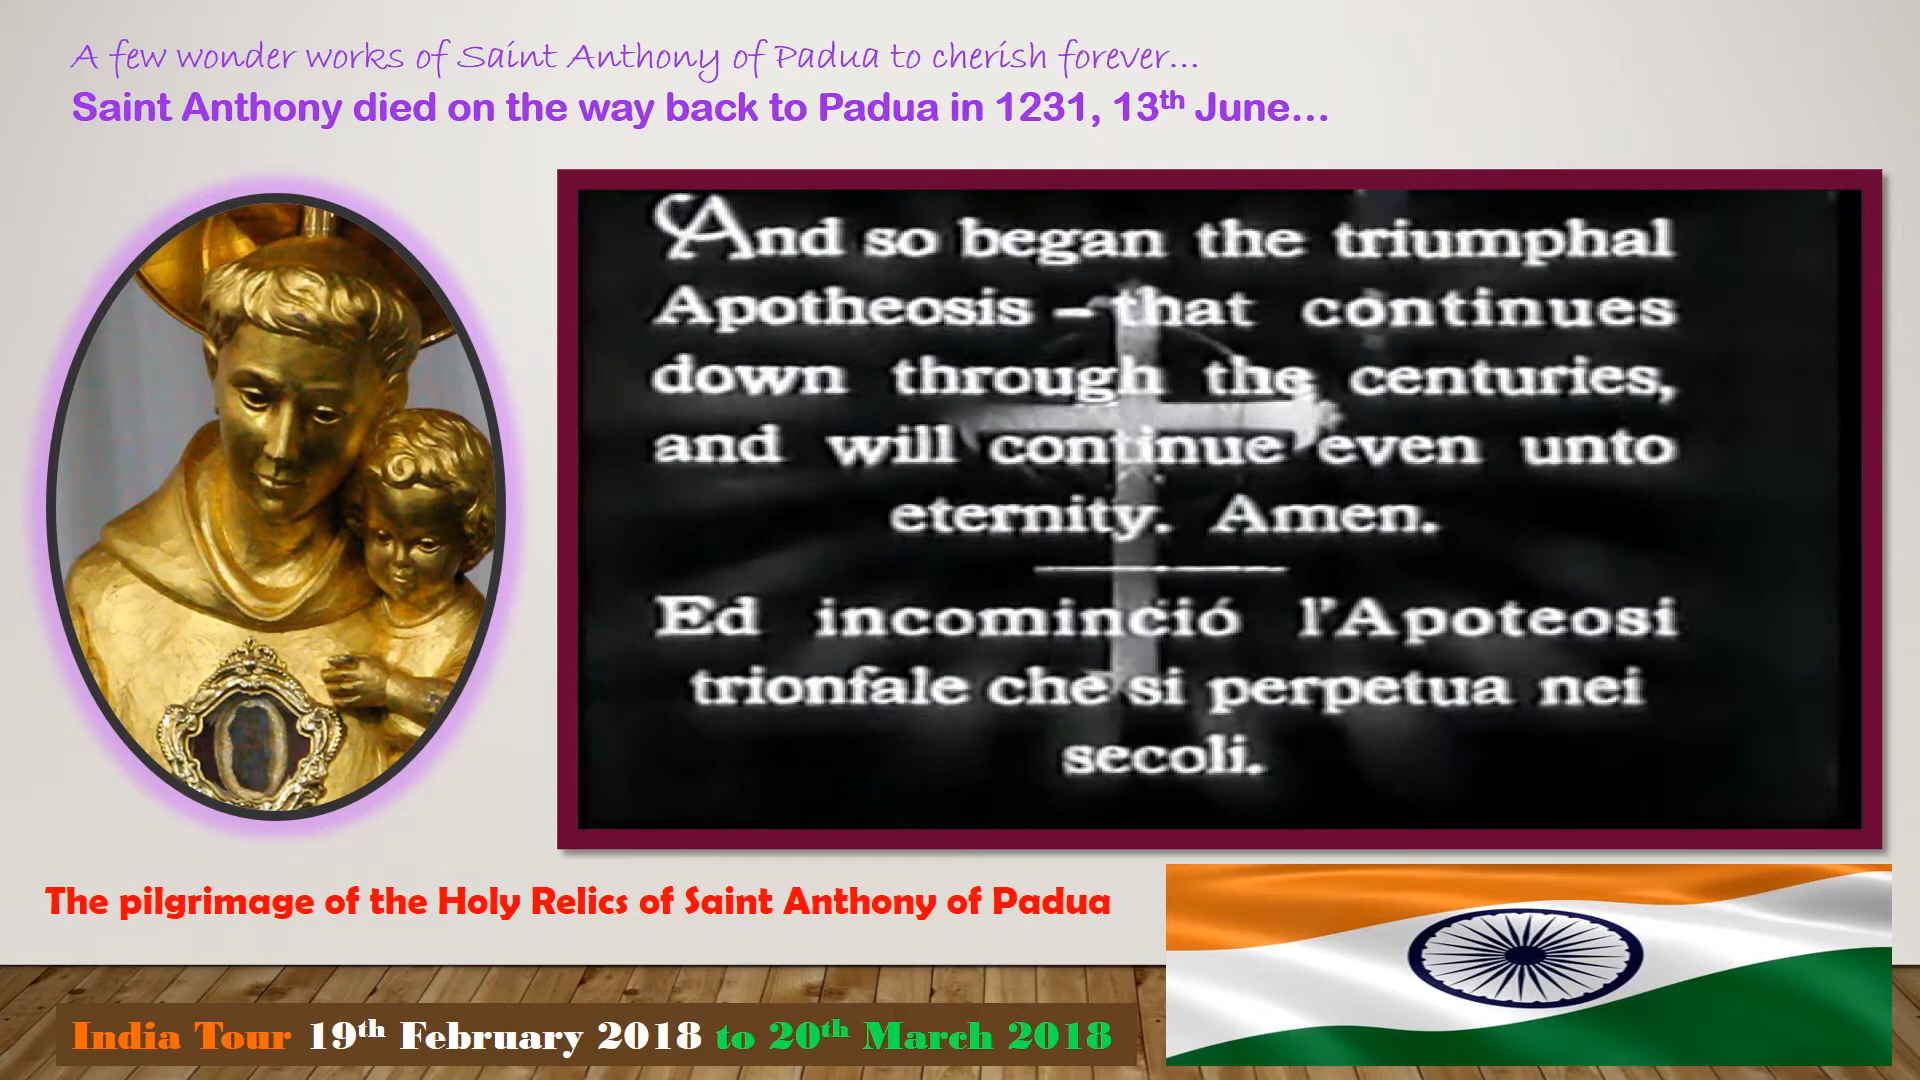 A few wonder works of Saint Anthony of Padua to cherish forever...
Saint Anthony died on the way back to Padua in 1231, 13th June...
And so began the triumphal
Apotheosis – that continues
down through the centuries,
and will continue even unto
eternity. Amen.
Ed incominció l'Apoteosi
trionfale che si perpetua nei
secoli.
The pilgrimage of the Holy Relics of Saint Anthony of Padua
India Tour 19th February 2018 to 20th March 2018